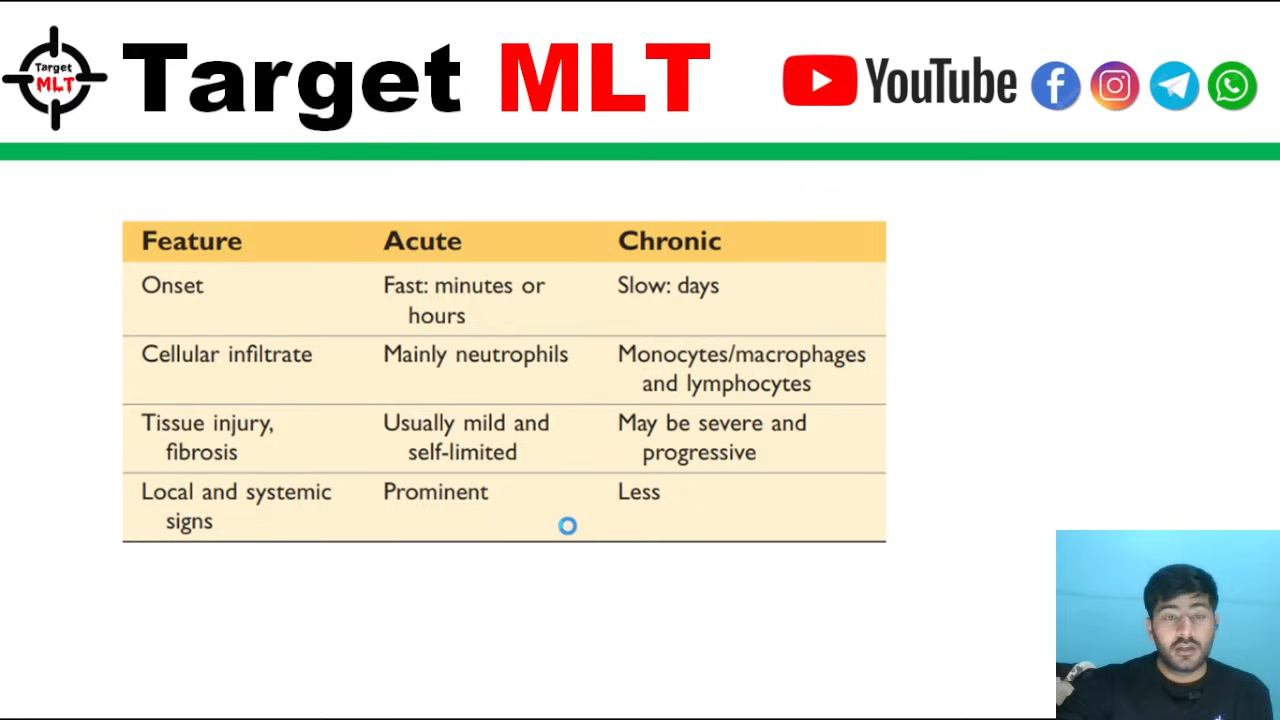 Target
MLT
Target MLT
YouTube
Feature Acute Chronic
Onset Fast: minutes or Slow: days
hours
Cellular infiltrate Mainly neutrophils Monocytes/macrophages
and lymphocytes
Tissue injury, Usually mild and May be severe and
fibrosis self-limited progressive
Local and systemic Prominent Less
signs